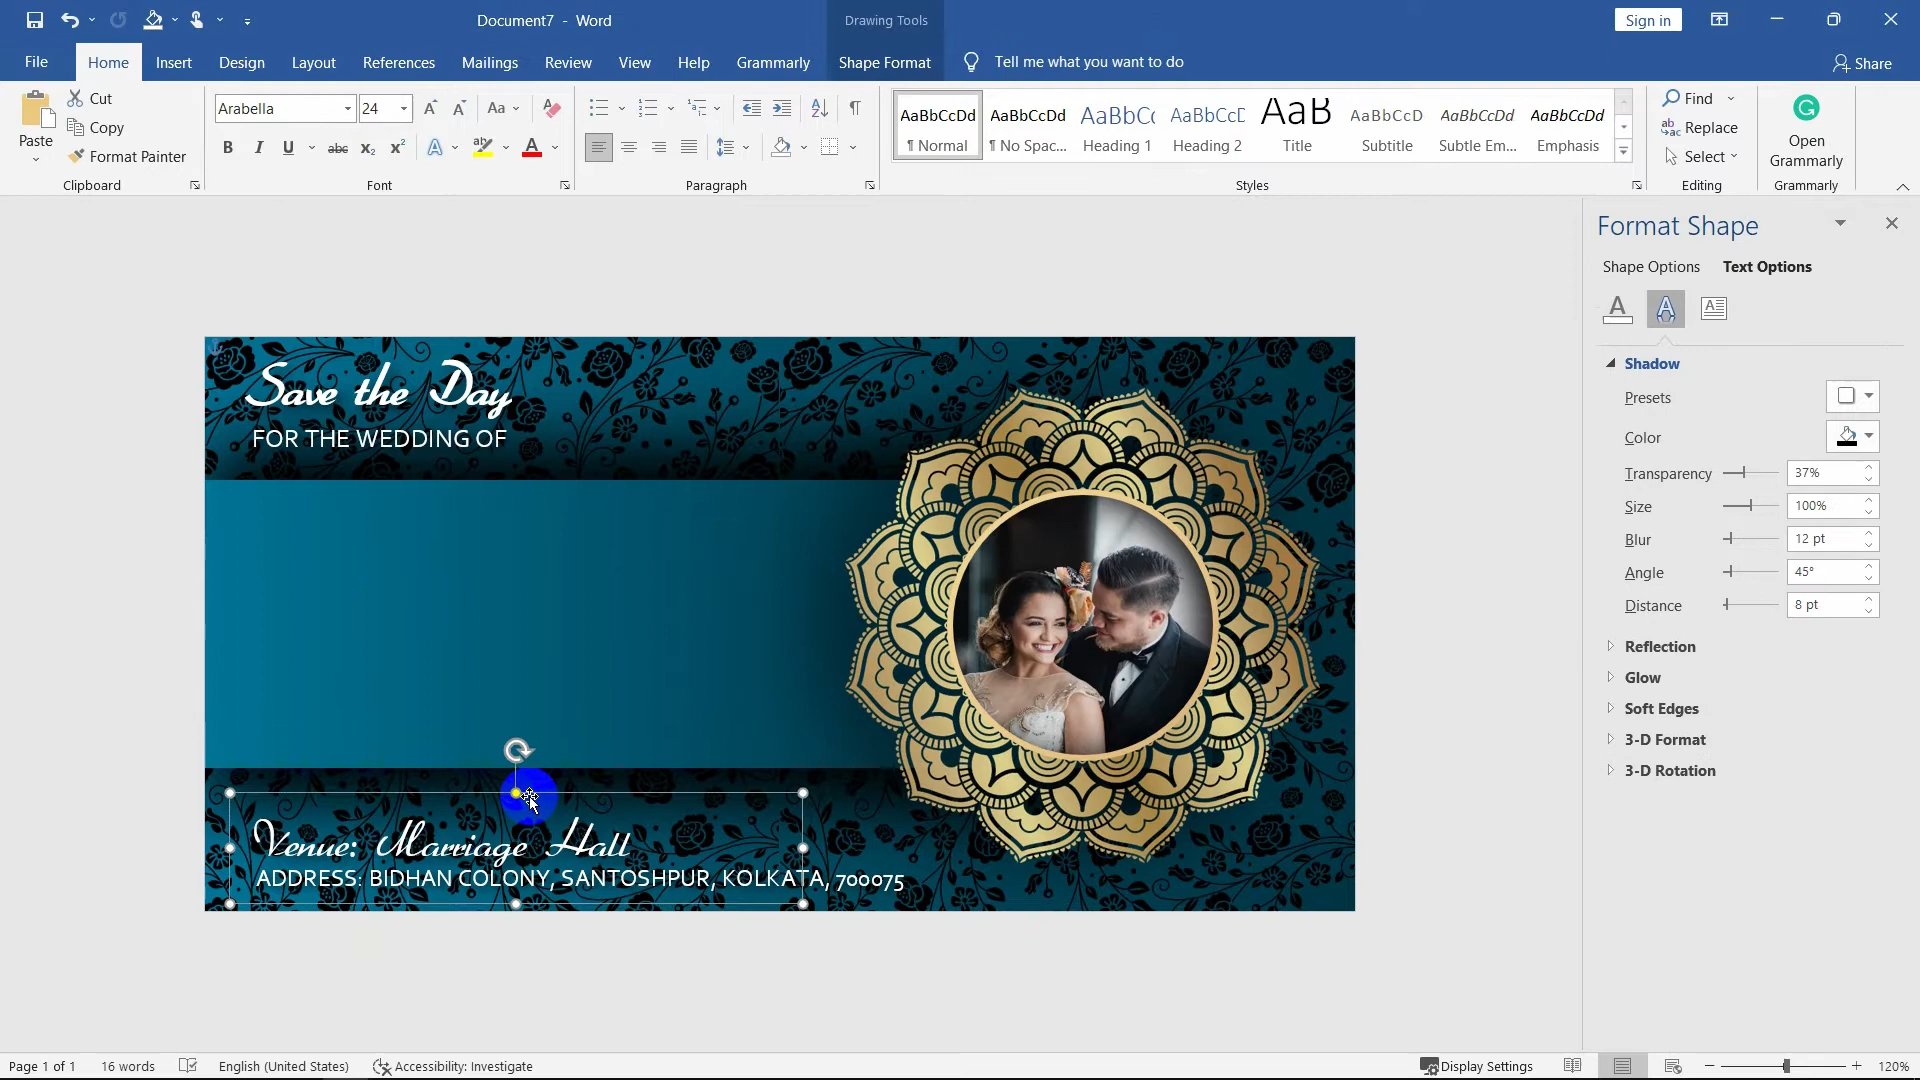 Document7 - Word
Drawing Tools
Sign in
File
Home
Insert
Design
Layout
References
Mailings
Review
View
Help
Grammarly
Shape Format
Tell me what you want to do
Share
Paste
Cut
Copy
Format Painter
Clipboard
Arabella
24
Font
Paragraph
AaBbCcDd
¶ Normal
AaBbCcDd
¶ No Spac...
AaBbCc
Heading 1
AaBbCcD
Heading 2
AaB
Title
AaBbCcD
Subtitle
AaBbCcDd
Subtle Em...
AaBbCcDd
Emphasis
Styles
Find
Replace
Select
Editing
Open
Grammarly
Grammarly
Save the Day
FOR THE WEDDING OF
Venue: Marriage Hall
ADDRESS: BIDHAN COLONY, SANTOSHPUR, KOLKATA, 700075
Format Shape
Shape Options
Text Options
Shadow
Presets
Color
Transparency 37%
Size 100%
Blur 12 pt
Angle 45°
Distance 8 pt
Reflection
Glow
Soft Edges
3-D Format
3-D Rotation
Page 1 of 1
16 words
English (United States)
Accessibility: Investigate
Display Settings
120%